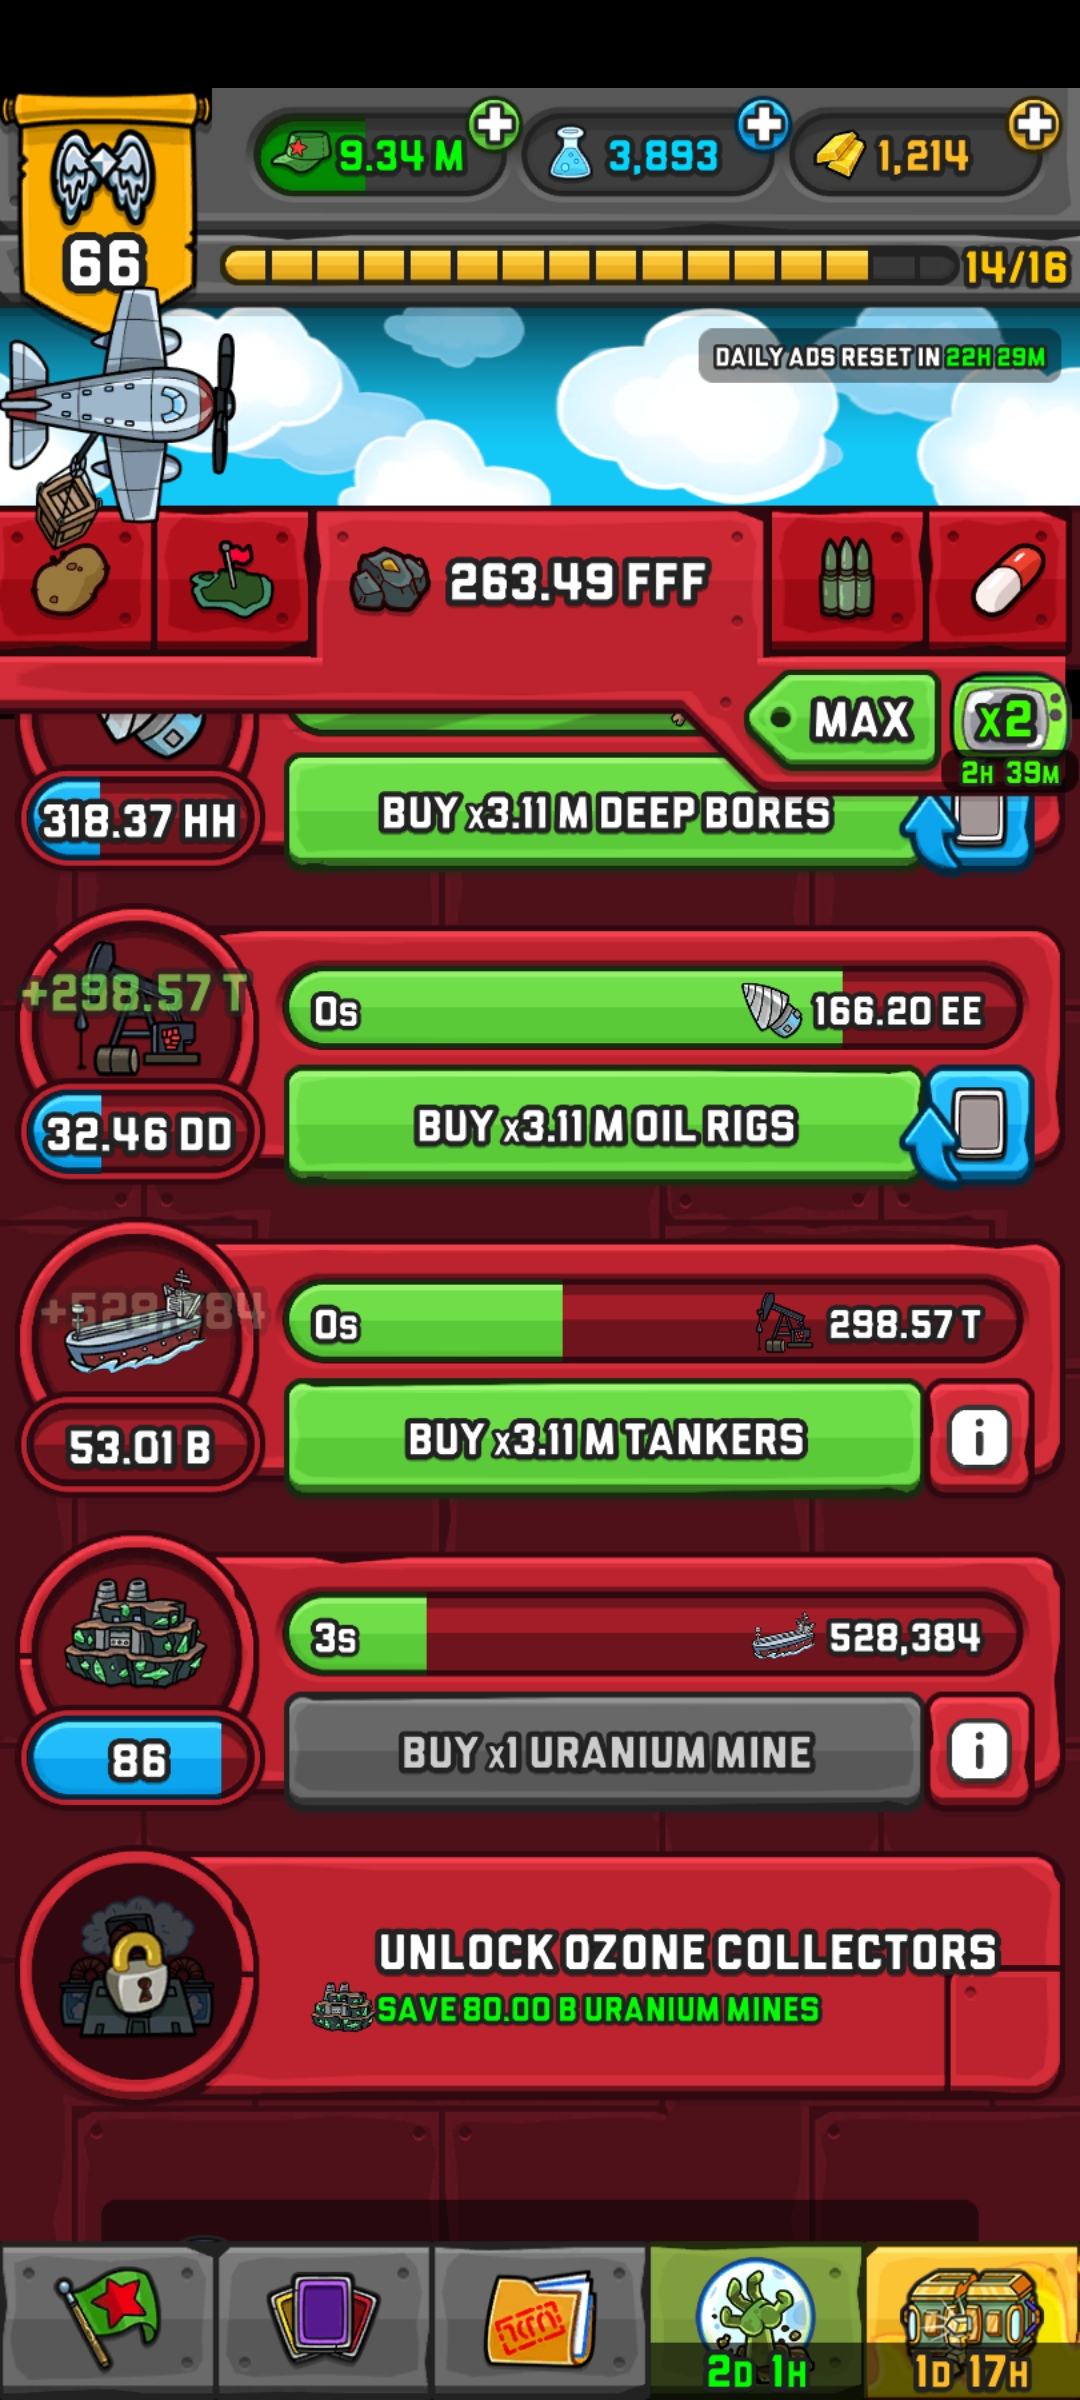 66
9.34 M
3,893
1,214
14/16
DAILY ADS RESET IN 22H 29M
263.49 FFF
MAX
x2
2H 39M
318.37 HH
BUY x3.11 M DEEP BORES
+298.57 T
0s
166.20 EE
32.46 DD
BUY x3.11 M OIL RIGS
+528,384
0s
298.57 T
53.01 B
BUY x3.11 M TANKERS
i
3s
528,384
86
BUY x1 URANIUM MINE
i
UNLOCK OZONE COLLECTORS
SAVE 80.00 B URANIUM MINES
2D 1H
1D 17H